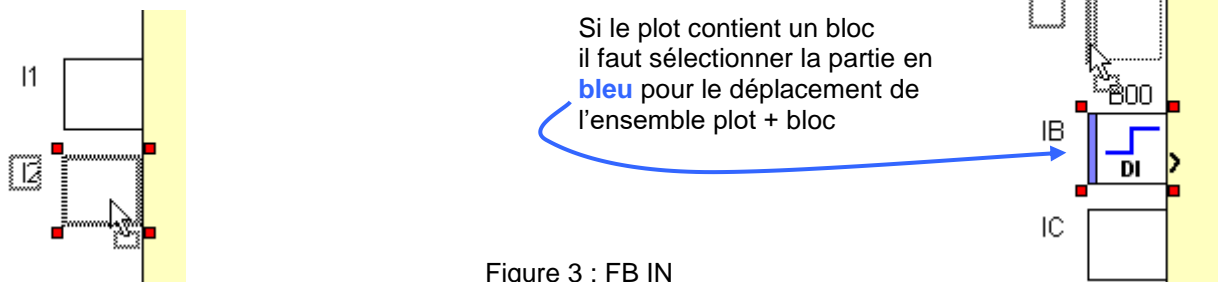 I1
I2
Si le plot contient un bloc
il faut sélectionner la partie en
bleu pour le déplacement de
l'ensemble plot + bloc
B00
IB
DI
IC
Figure 3 : FB IN